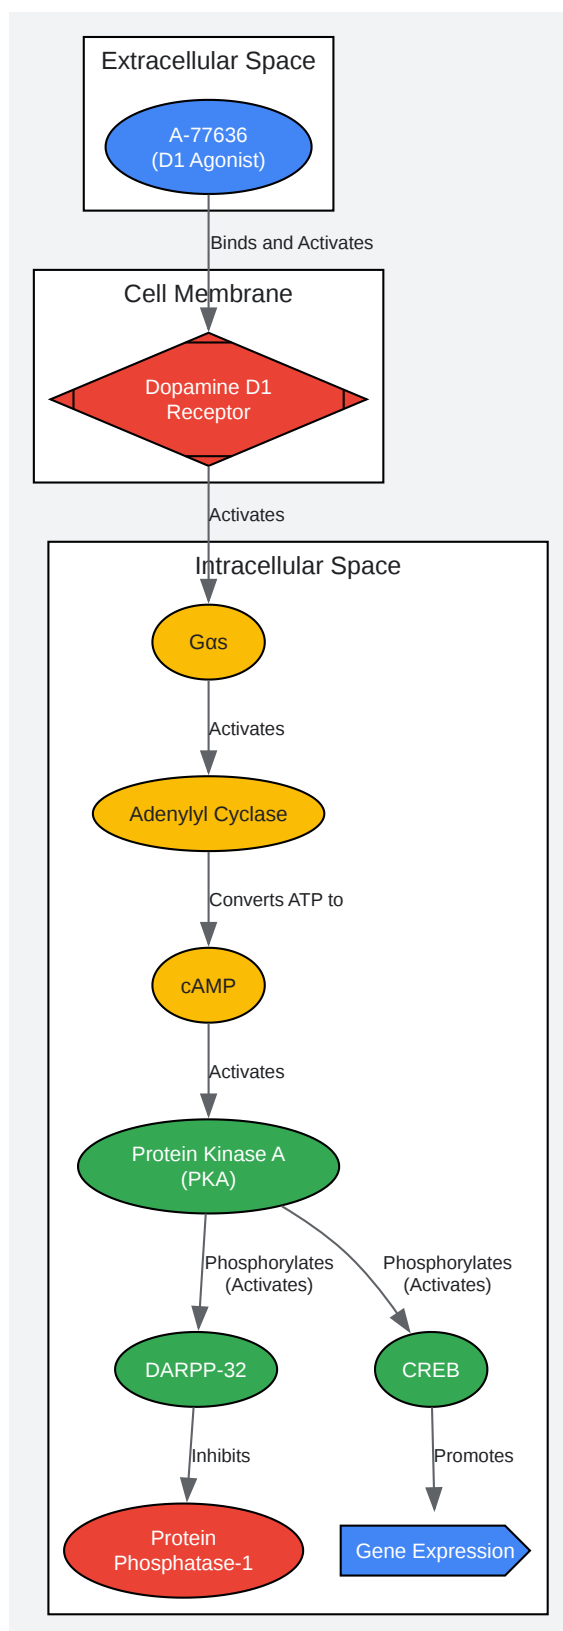 Extracellular Space
A-77636
(D1 Agonist)
Binds and Activates
Cell Membrane
Dopamine D1
Receptor
Activates
Intracellular Space
Gαs
Activates
Adenylyl Cyclase
Converts ATP to
cAMP
Activates
Protein Kinase A
(PKA)
Phosphorylates
(Activates)
Phosphorylates
(Activates)
DARPP-32
CREB
Inhibits
Promotes
Protein
Phosphatase-1
Gene Expression